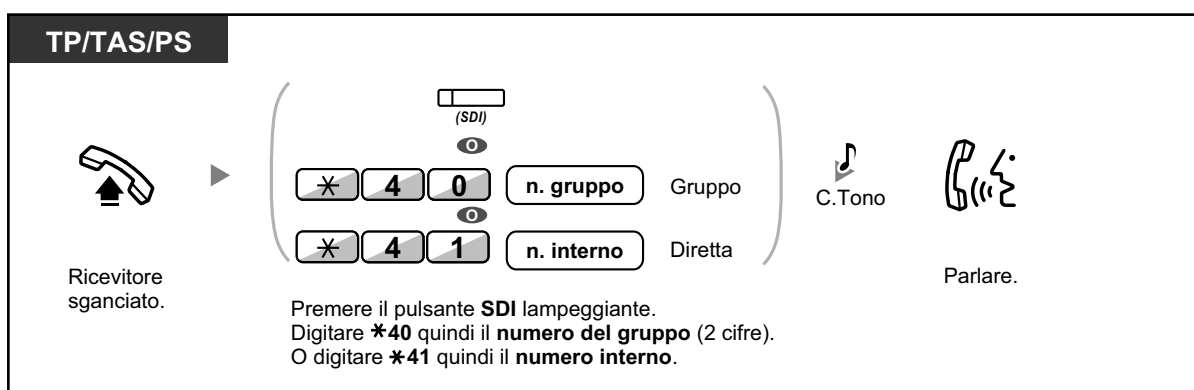 TP/TAS/PS
(SDI)
O
* 4 0 n. gruppo Gruppo
O
* 4 1 n. interno Diretta
C.Tono
Ricevitore
sganciato.
Parlare.
Premere il pulsante SDI lampeggiante.
Digitare *40 quindi il numero del gruppo (2 cifre).
O digitare *41 quindi il numero interno.